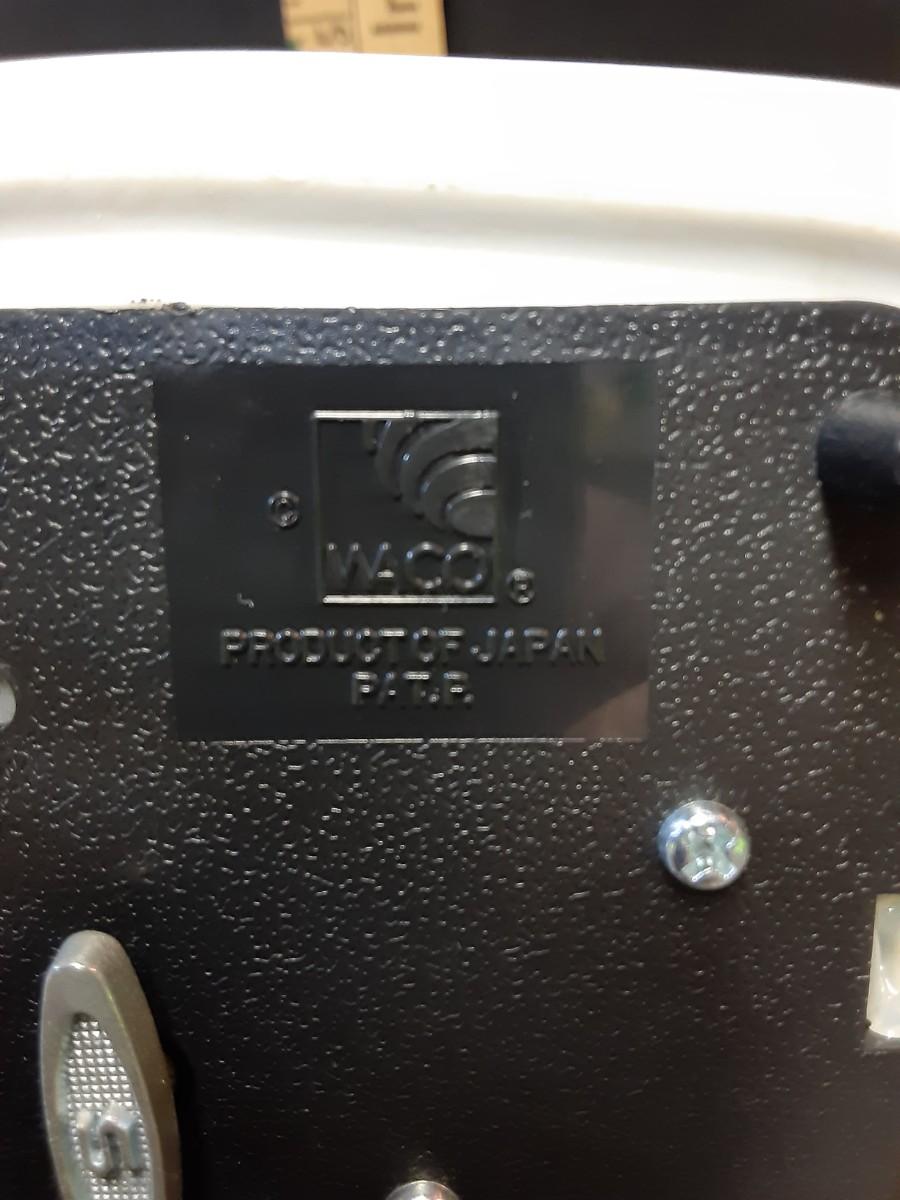 ©
WACO ®
PRODUCT OF JAPAN
PAT. P.
S